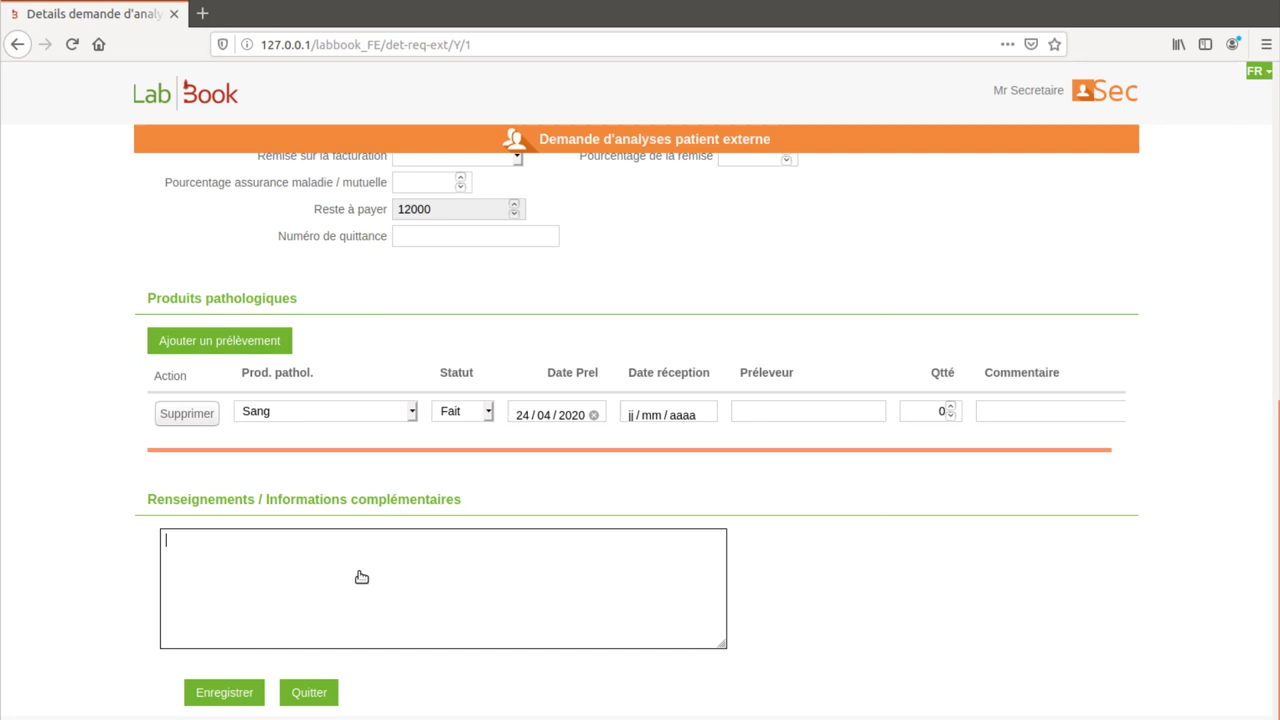 Details demande d'analy
127.0.0.1/labbook_FE/det-req-ext/Y/1
FR
Lab Book
Mr Secretaire
Sec
Demande d'analyses patient externe
Remise sur la facturation
Pourcentage de la remise
Pourcentage assurance maladie / mutuelle
Reste à payer 12000
Numéro de quittance
Produits pathologiques
Ajouter un prélèvement
Action Prod. pathol. Statut Date Prel Date réception Préleveur Qtté Commentaire
Supprimer Sang Fait 24 / 04 / 2020 jj / mm / aaaa 0
Renseignements / Informations complémentaires
Enregistrer Quitter